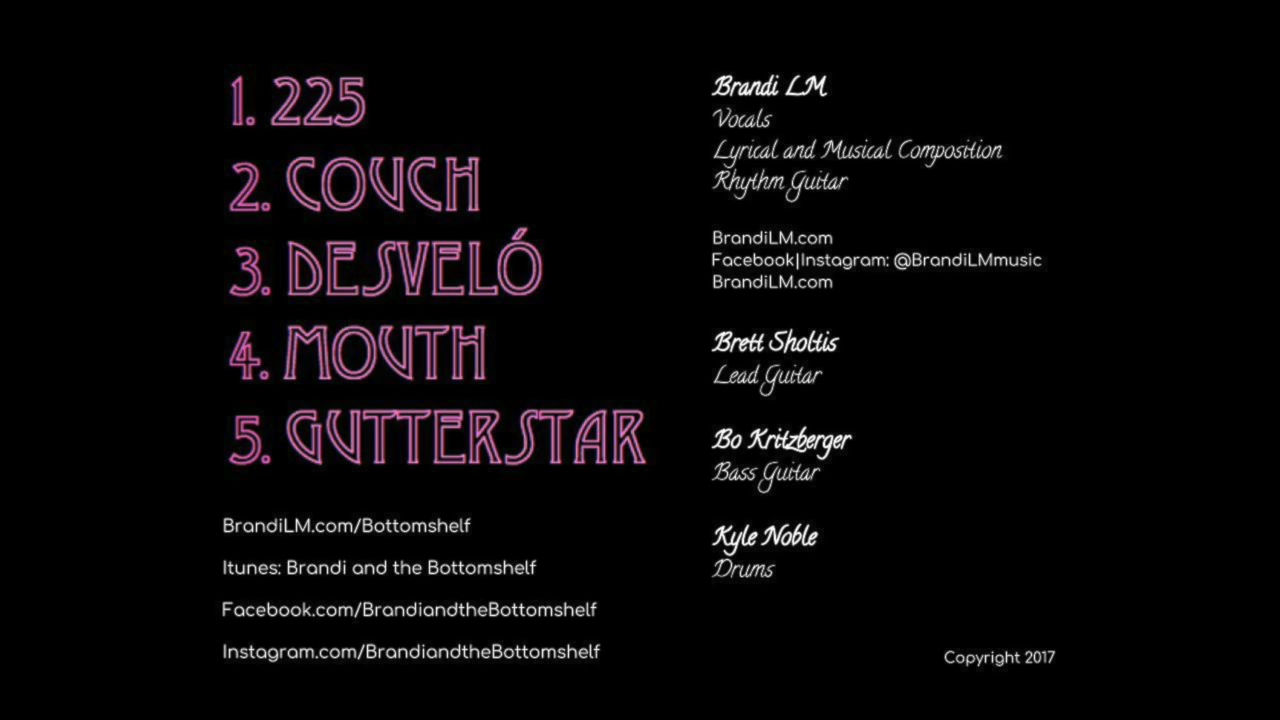 1. 225
2. COUCH
3. DESVELÓ
4. MOUTH
5. GUTTERSTAR
BrandiLM.com/Bottomshelf
Itunes: Brandi and the Bottomshelf
Facebook.com/BrandiandtheBottomshelf
Instagram.com/BrandiandtheBottomshelf
Brandi LM
Vocals
Lyrical and Musical Composition
Rhythm Guitar
BrandiLM.com
Facebook|Instagram: @BrandiLMmusic
BrandiLM.com
Brett Sholtis
Lead Guitar
Bo Kritzberger
Bass Guitar
Kyle Noble
Drums
Copyright 2017